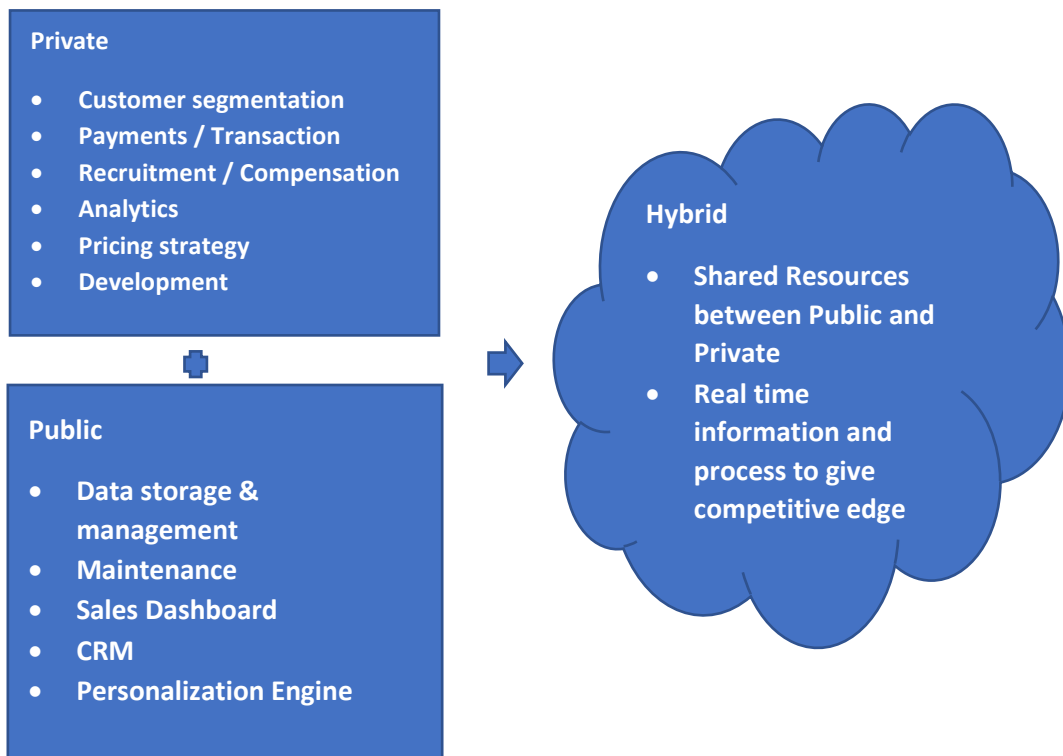 Private
• Customer segmentation
• Payments / Transaction
• Recruitment / Compensation
• Analytics
• Pricing strategy
• Development
Public
• Data storage &
management
• Maintenance
• Sales Dashboard
• CRM
• Personalization Engine
Hybrid
• Shared Resources
between Public and
Private
• Real time
information and
process to give
competitive edge